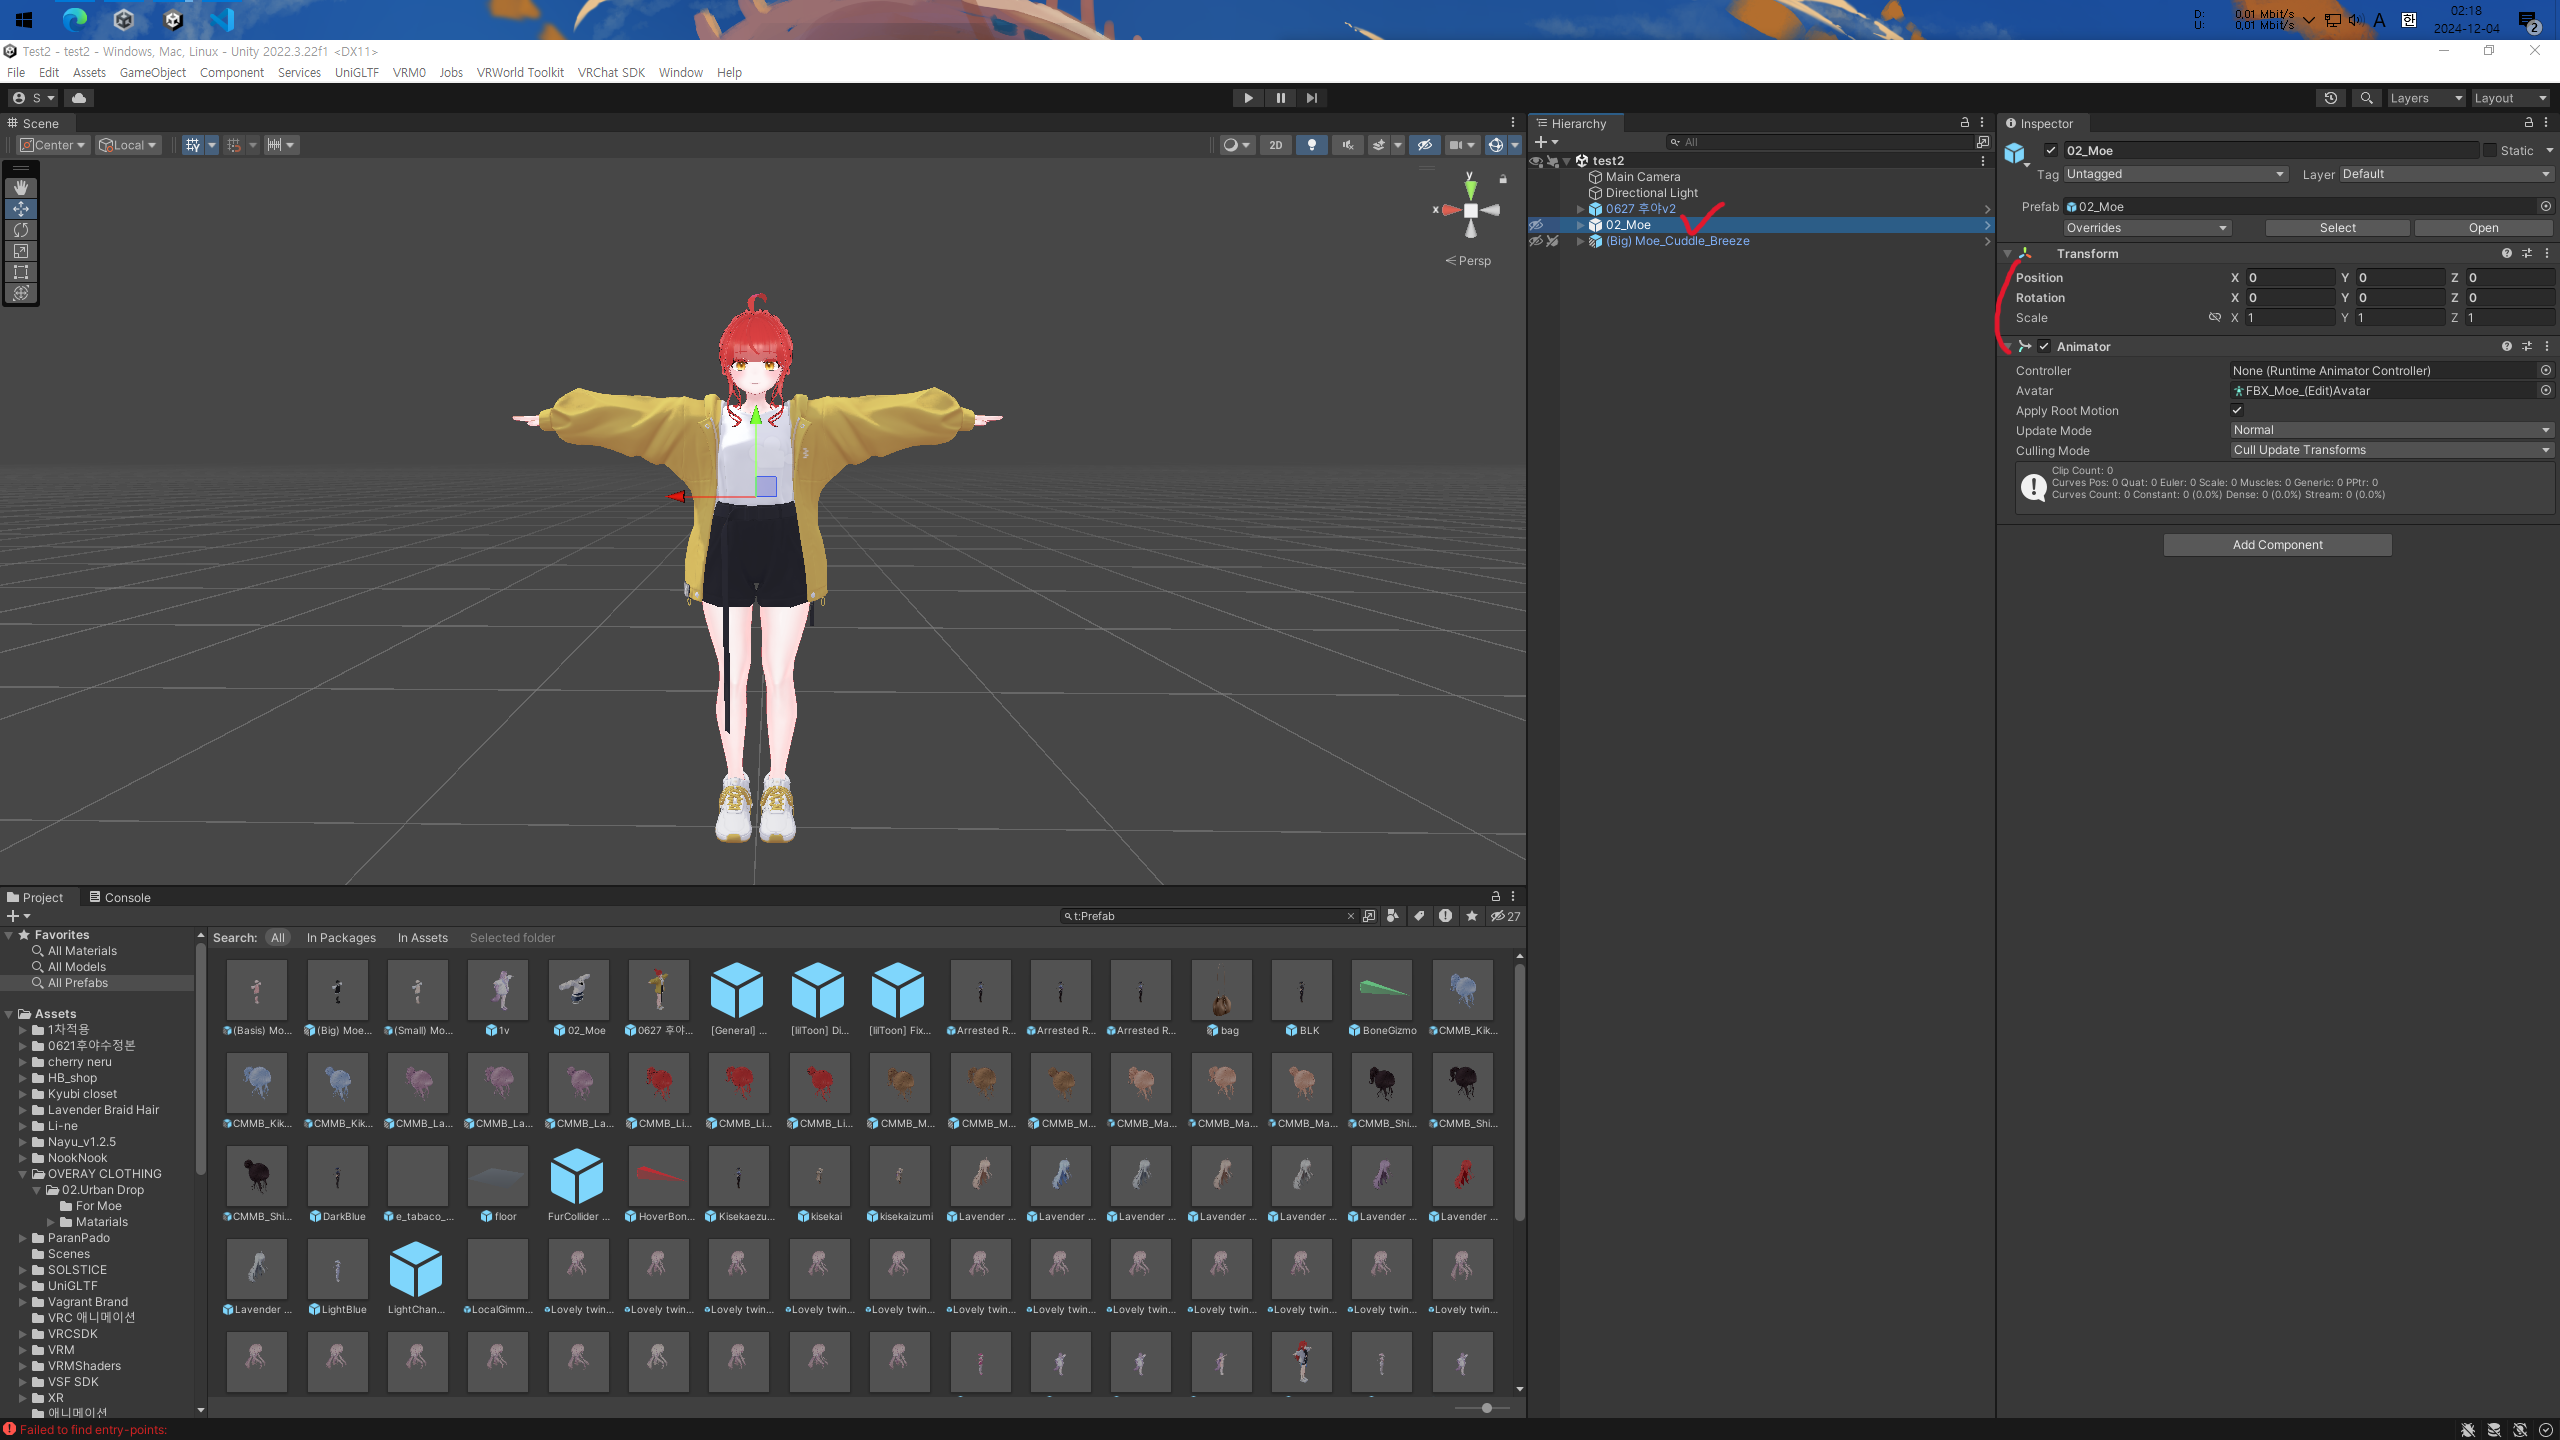 D: 0,01 Mbit/s
U: 0,01 Mbit/s
A 한 02:18
2024-12-04 2
Test2 - test2 - Windows, Mac, Linux - Unity 2022.3.22f1 <DX11>
File Edit Assets GameObject Component Services UniGLTF VRM0 Jobs VRWorld Toolkit VRChat SDK Window Help
S Layers Layout
Scene
Center Local 2D
y
x
Persp
Hierarchy
All
test2
Main Camera
Directional Light
0627 후야v2
02_Moe
(Big) Moe_Cuddle_Breeze
Inspector
02_Moe Static
Tag Untagged Layer Default
Prefab 02_Moe
Overrides Select Open
Transform
Position X 0 Y 0 Z 0
Rotation X 0 Y 0 Z 0
Scale X 1 Y 1 Z 1
Animator
Controller None (Runtime Animator Controller)
Avatar FBX_Moe_(Edit)Avatar
Apply Root Motion
Update Mode Normal
Culling Mode Cull Update Transforms
Clip Count: 0
Curves Pos: 0 Quat: 0 Euler: 0 Scale: 0 Muscles: 0 Generic: 0 PPtr: 0
Curves Count: 0 Constant: 0 (0.0%) Dense: 0 (0.0%) Stream: 0 (0.0%)
Add Component
Project Console
t:Prefab 27
Favorites
All Materials
All Models
All Prefabs
Assets
1차적용
0621후야수정본
cherry neru
HB_shop
Kyubi closet
Lavender Braid Hair
Li-ne
Nayu_v1.2.5
NookNook
OVERAY CLOTHING
02.Urban Drop
For Moe
Matarials
ParanPado
Scenes
SOLSTICE
UniGLTF
Vagrant Brand
VRC 애니메이션
VRCSDK
VRM
VRMShaders
VSF SDK
XR
애니메이션
Search: All In Packages In Assets Selected folder
(Basis) Mo... (Big) Moe... (Small) Mo... 1v 02_Moe 0627 후야... [General] ... [lilToon] Di... [lilToon] Fix... Arrested R... Arrested R... Arrested R... bag BLK BoneGizmo CMMB_Kik...
CMMB_Kik... CMMB_Kik... CMMB_La... CMMB_La... CMMB_La... CMMB_Li... CMMB_Li... CMMB_Li... CMMB_M... CMMB_M... CMMB_M... CMMB_Ma... CMMB_Ma... CMMB_Ma... CMMB_Shi... CMMB_Shi...
CMMB_Shi... DarkBlue e_tabaco_... floor FurCollider ... HoverBon... Kisekaezu... kisekai kisekaizumi Lavender ... Lavender ... Lavender ... Lavender ... Lavender ... Lavender ... Lavender ...
Lavender ... LightBlue LightChan... LocalGimm... Lovely twin... Lovely twin... Lovely twin... Lovely twin... Lovely twin... Lovely twin... Lovely twin... Lovely twin... Lovely twin... Lovely twin... Lovely twin... Lovely twin...
Failed to find entry-points: